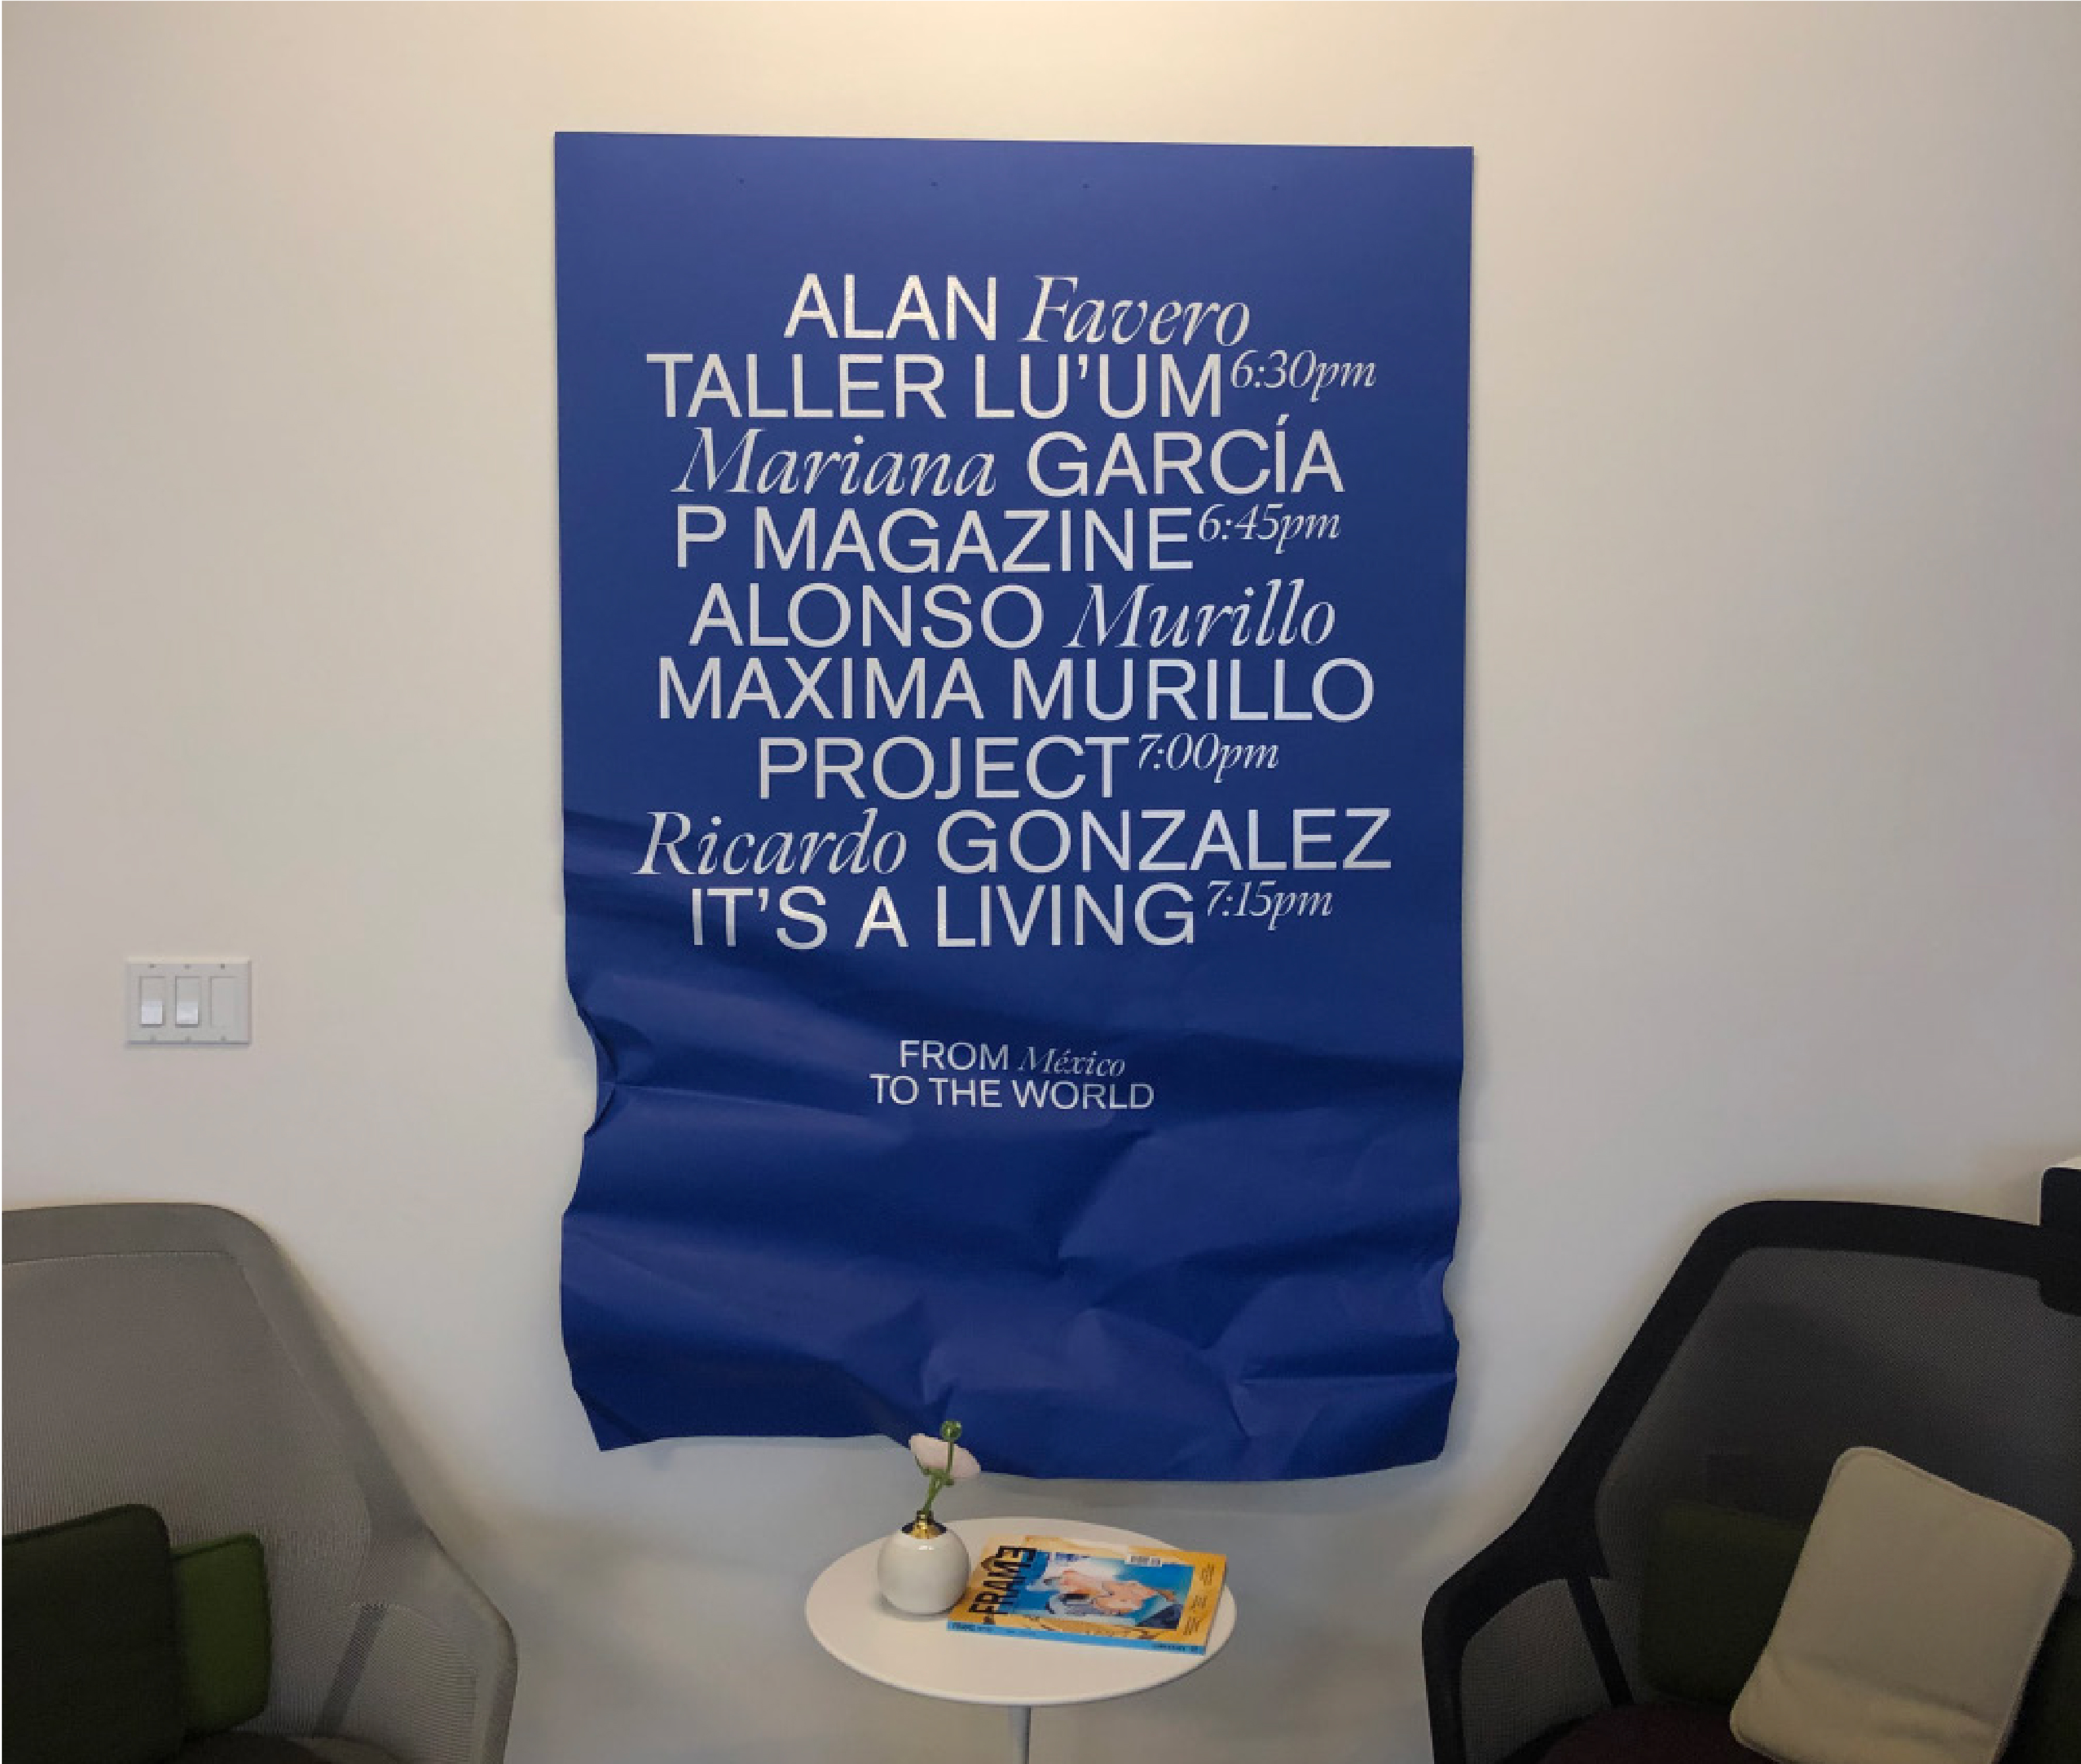 ALAN Favero
TALLER LU'UM 6:30pm
Mariana GARCÍA
P MAGAZINE 6:45pm
ALONSO Murillo
MAXIMA MURILLO
PROJECT 7:00pm
Ricardo GONZALEZ
IT'S A LIVING 7:15pm
FROM México
TO THE WORLD
FRAME